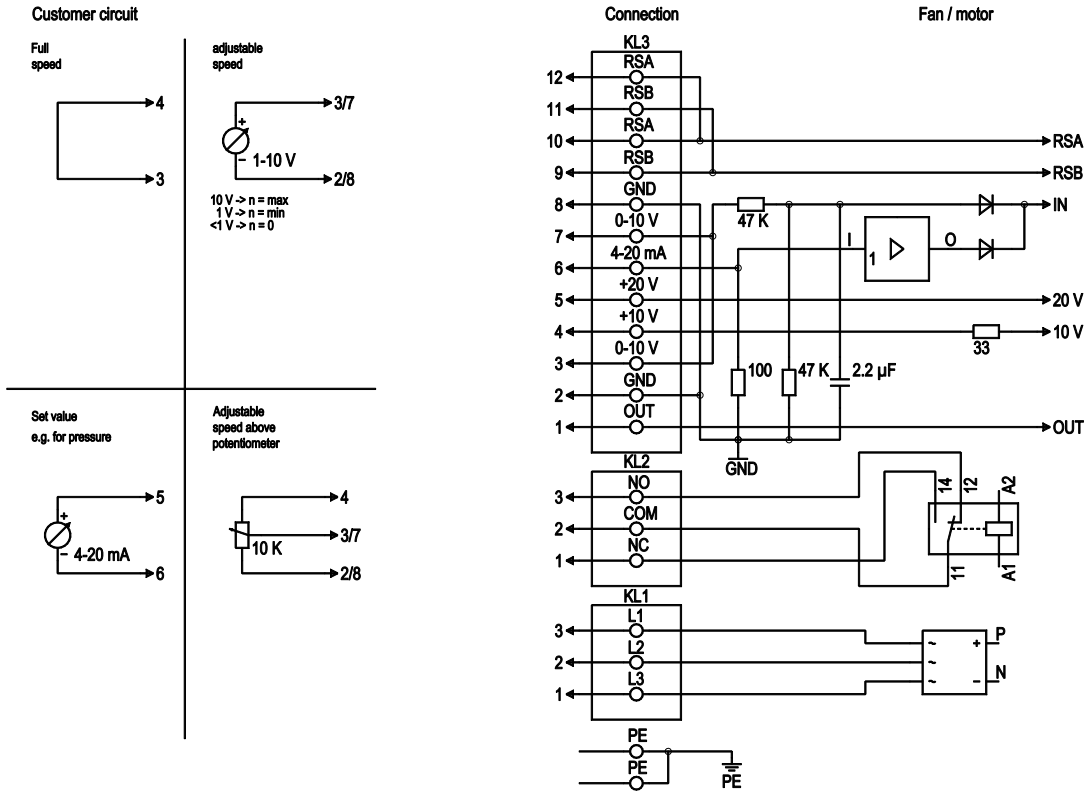 Customer circuit
Full
speed
4
3
adjustable
speed
3/7
+
− 1-10 V
2/8
10 V -> n = max
1 V -> n = min
<1 V -> n = 0
Set value
e.g. for pressure
5
+
− 4-20 mA
6
Adjustable
speed above
potentiometer
4
3/7
10 K
2/8
Connection
Fan / motor
KL3
RSA
12
RSB
11
RSA
10
RSA
RSB
9
RSB
GND
8
47 K
IN
0-10 V
7
I
1
O
4-20 mA
6
+20 V
5
20 V
+10 V
4
33
10 V
0-10 V
3
100
47 K
2.2 µF
GND
2
OUT
1
OUT
GND
KL2
NO
3
COM
2
NC
1
14
12
A2
11
A1
KL1
L1
3
L2
2
L3
1
~
~
~
+
−
P
N
PE
PE
PE